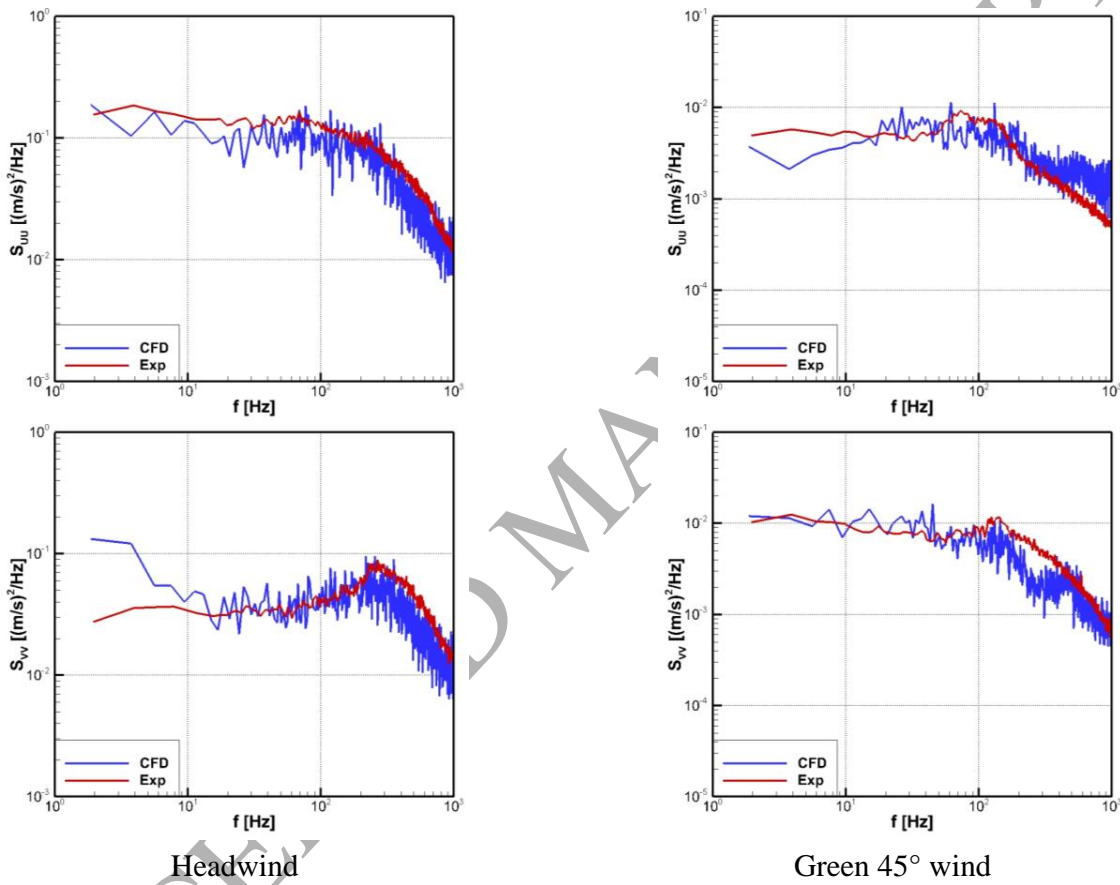 10⁰
10⁻¹
10⁻²
10⁻³
S_UU [(m/s)²/Hz]
CFD
Exp
10⁰ 10¹ 10² 10³
f [Hz]
10⁻¹
10⁻²
10⁻³
10⁻⁴
10⁻⁵
S_UU [(m/s)²/Hz]
CFD
Exp
10⁰ 10¹ 10² 10³
f [Hz]
10⁰
10⁻¹
10⁻²
10⁻³
S_VV [(m/s)²/Hz]
CFD
Exp
10⁰ 10¹ 10² 10³
f [Hz]
10⁻¹
10⁻²
10⁻³
10⁻⁴
10⁻⁵
S_VV [(m/s)²/Hz]
CFD
Exp
10⁰ 10¹ 10² 10
f [Hz]
Headwind
Green 45° wind